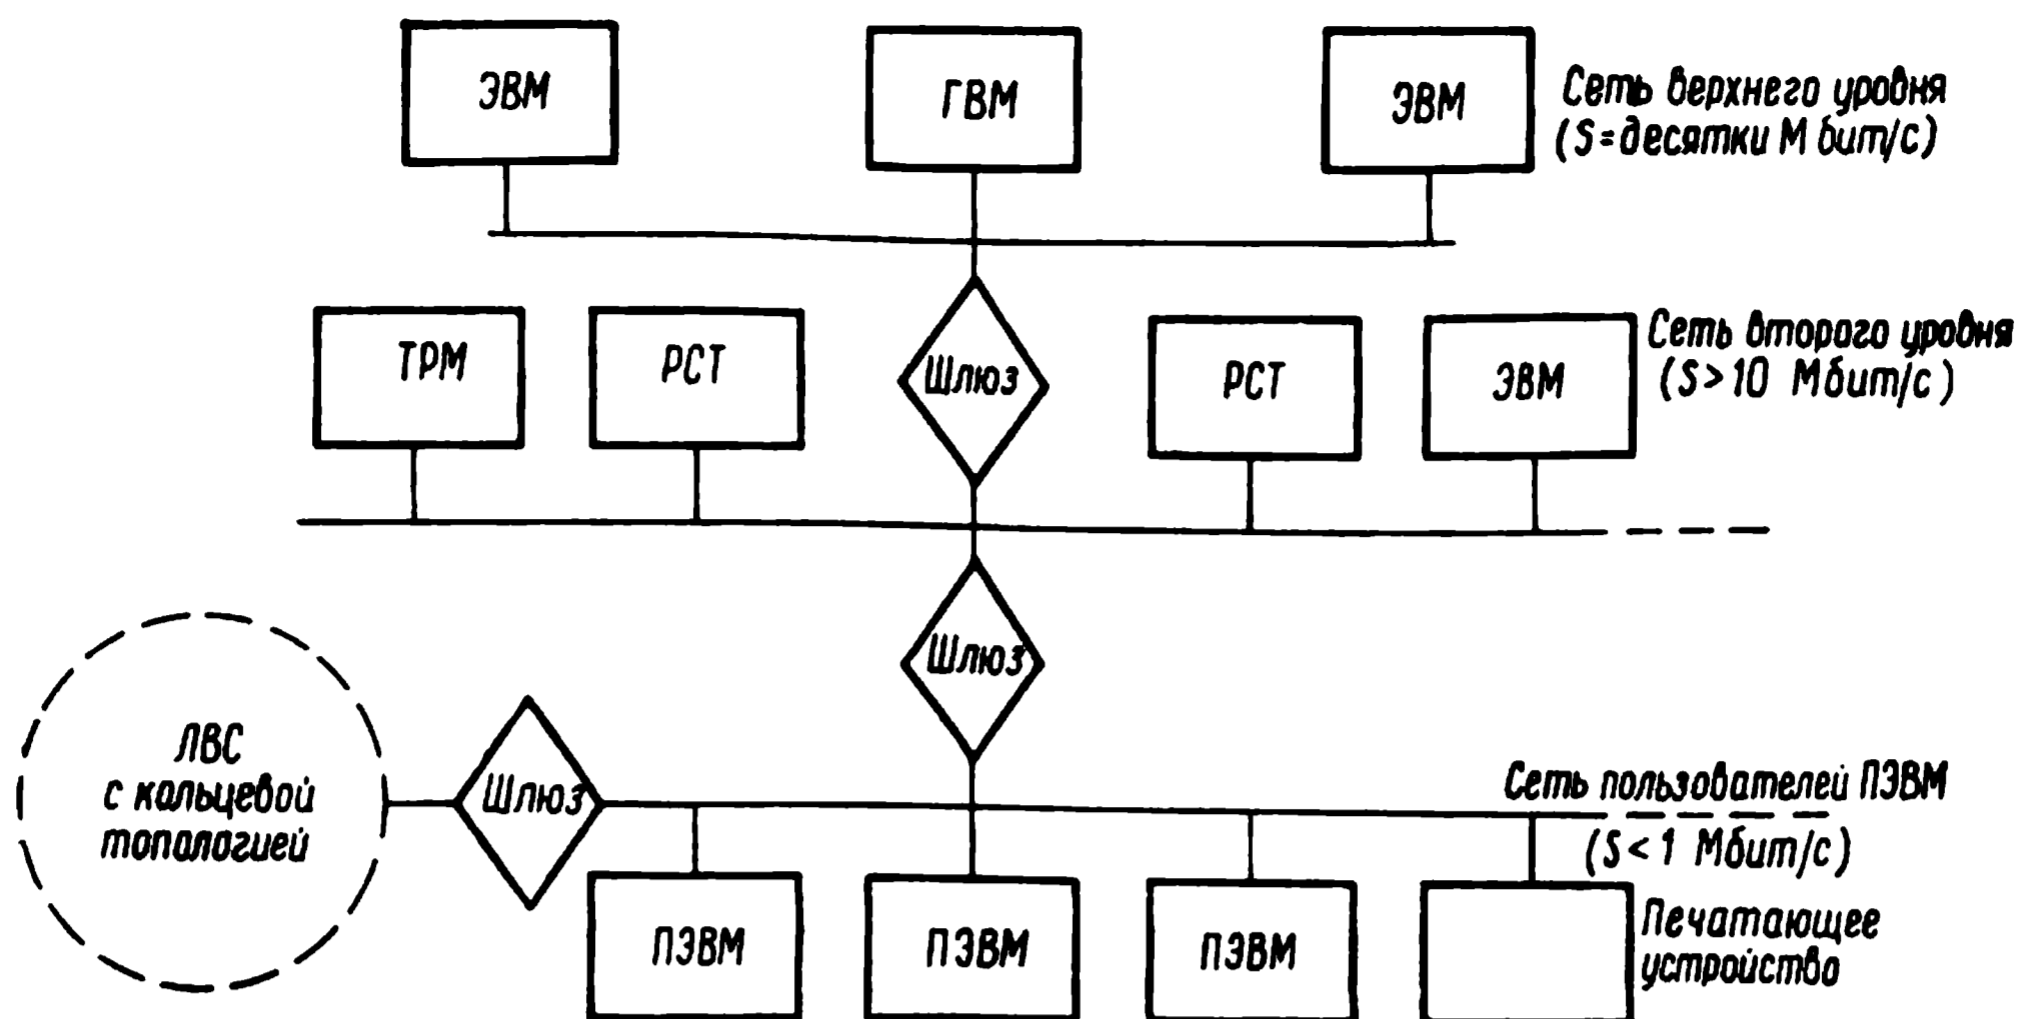 ЭВМ
ГВМ
ЭВМ
Сеть верхнего уровня
(S=десятки М бит/с)
ТРМ
РСТ
Шлюз
РСТ
ЭВМ
Сеть второго уровня
(S>10 Мбит/с)
Шлюз
ЛВС
с кольцевой
топологией
Шлюз
Сеть пользователей ПЭВМ
(S<1 Мбит/с)
ПЭВМ
ПЭВМ
ПЭВМ
Печатающее
устройство